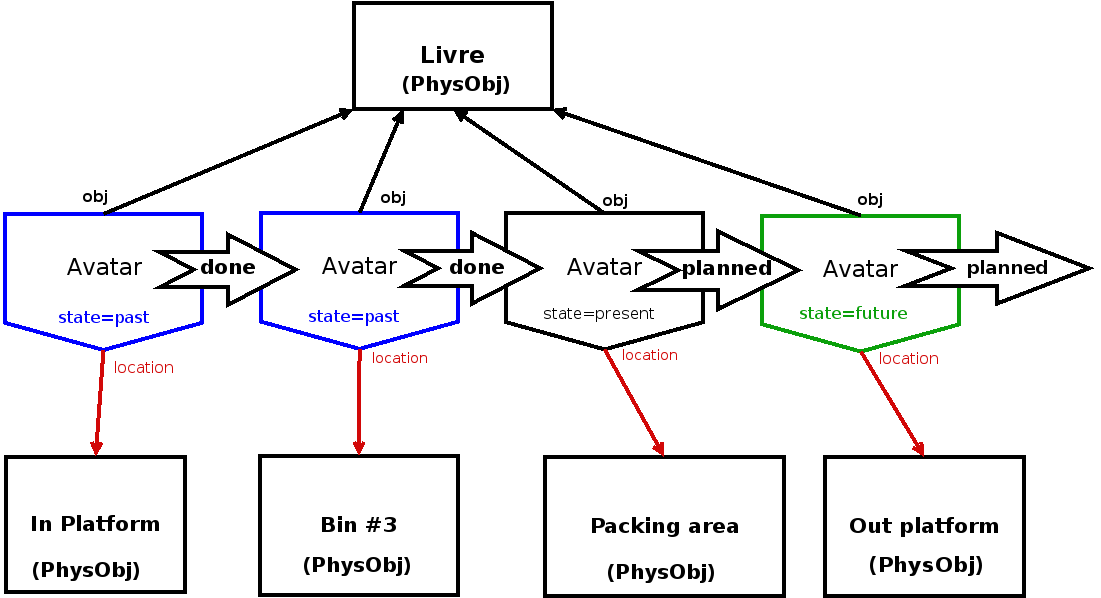 Livre
(PhysObj)
obj
obj
obj
obj
Avatar
done
Avatar
done
Avatar
planned
Avatar
planned
state=past
state=past
state=present
state=future
location
location
location
location
In Platform
(PhysObj)
Bin #3
(PhysObj)
Packing area
(PhysObj)
Out platform
(PhysObj)